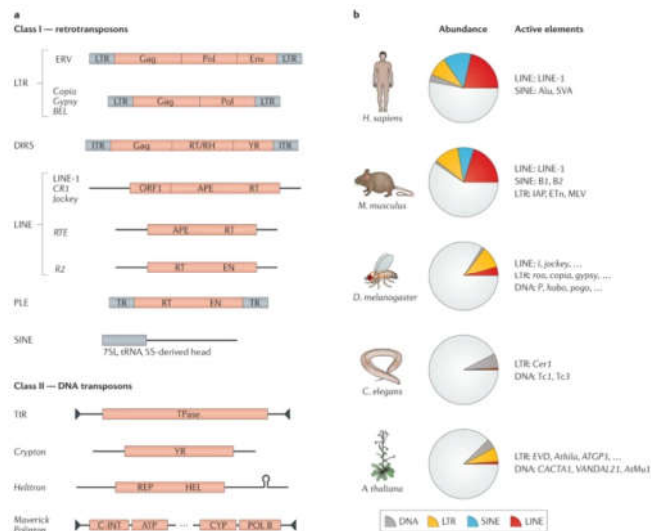 a
Class I — retrotransposons
LTR
ERV
LTR Gag Pol Env LTR
Copia
Gypsy
BEL
LTR Gag Pol LTR
DIRS
ITR Gag RT/RH YR ITR
LINE
LINE-1
CR1
Jockey
ORF1 APE RT
RTE
APE RT
R2
RT EN
PLE
TR RT EN TR
SINE
7SL, tRNA, 5S-derived head
Class II — DNA transposons
TIR
TPase
Crypton
YR
Helitron
REP HEL
Maverick
C-INT ATP ... CYP POL B
b
Abundance Active elements
H. sapiens
LINE: LINE-1
SINE: Alu, SVA
M. musculus
LINE: LINE-1
SINE: B1, B2
LTR: IAP, ETn, MLV
D. melanogaster
LINE: I, jockey, ...
LTR: roo, copia, gypsy, ...
DNA: P, hobo, pogo, ...
C. elegans
LTR: Cer1
DNA: Tc1, Tc3
A thaliana
LTR: EVD, Athila, ATGP3, ...
DNA: CACTA1, VANDAL21, AtMu1
DNA LTR SINE LINE